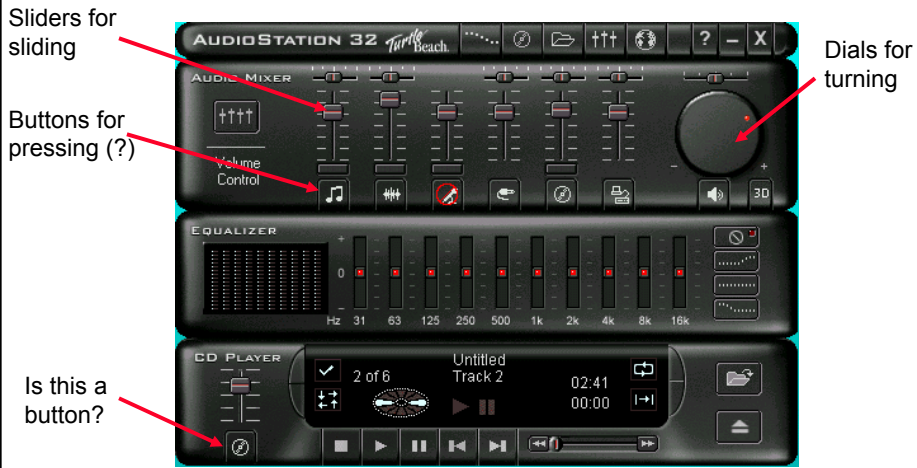 Sliders for
sliding
AUDIOSTATION 32 Turtle Beach ? – X
Dials for
turning
AUDIO MIXER
Buttons for
pressing (?)
Volume
Control
- +
3D
EQUALIZER
+
0
-
Hz 31 63 125 250 500 1k 2k 4k 8k 16k
CD PLAYER
Untitled
2 of 6 Track 2 02:41
00:00
Is this a
button?